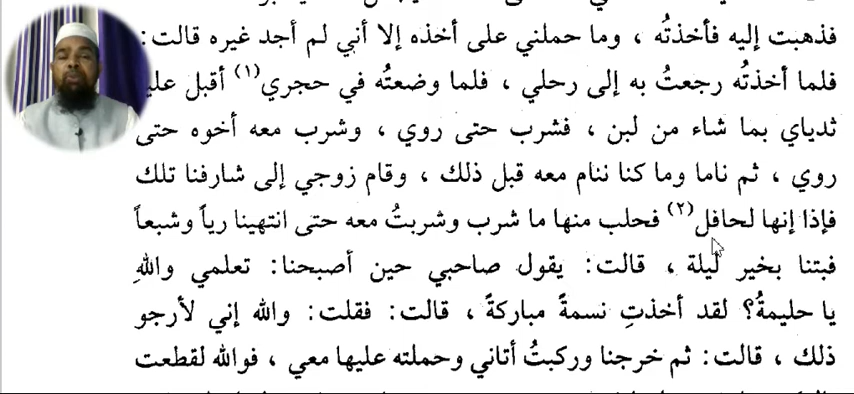 فذهبت إليه فأخذتُه ، وما حملني على أخذه إلا أني لم أجد غيره قالت :
فلما أخذتُه رجعتُ به إلى رحلي ، فلما وضعتُه في حجري(١) أقبل عليـ
ثدياي بما شاء من لبن ، فشرب حتى روي ، وشرب معه أخوه حتى
روي ، ثم ناما وما كنا ننام معه قبل ذلك ، وقام زوجي إلى شارفنا تلك
فإذا إنها لحافل(٢) فحلب منها ما شرب وشربتُ معه حتى انتهينا رياً وشبعاً
فبتنا بخير ليلة ، قالت : يقول صاحبي حين أصبحنا : تعلمي واللهِ
يا حليمةُ؟ لقد أخذتِ نسمةً مباركةً ، قالت : فقلت : والله إني لأرجو
ذلك ، قالت : ثم خرجنا وركبتُ أتاني وحملته عليها معي ، فوالله لقطعت